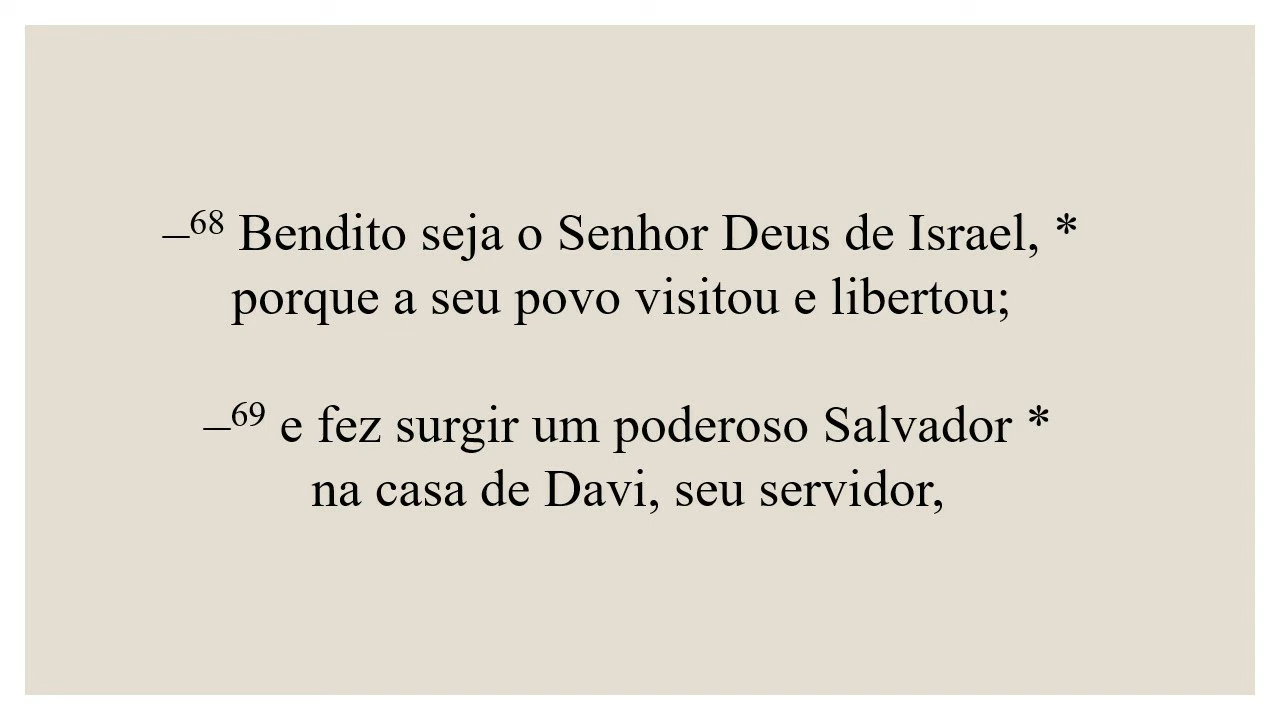 –68 Bendito seja o Senhor Deus de Israel, *
porque a seu povo visitou e libertou;
–69 e fez surgir um poderoso Salvador *
na casa de Davi, seu servidor,